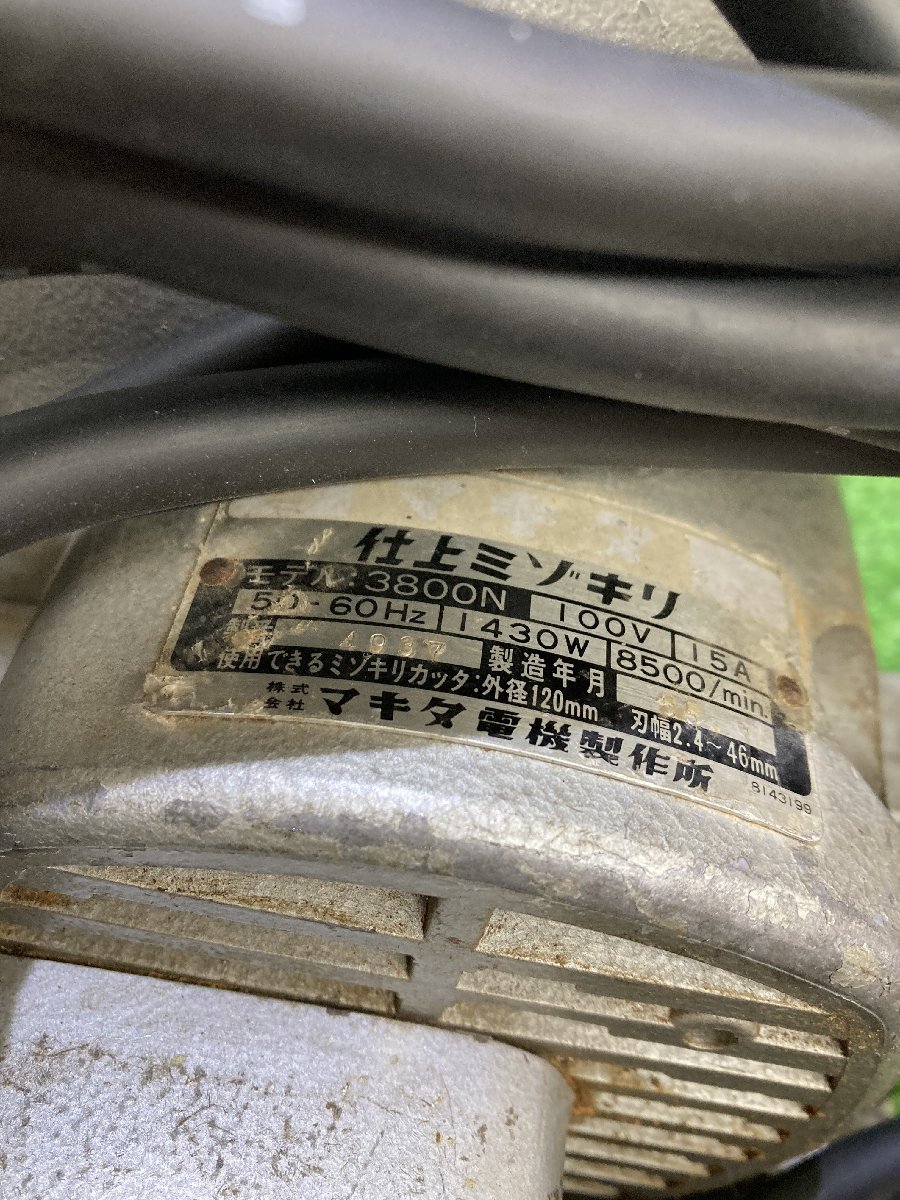 仕上ミゾキリ
モデル:3800N 100V 15A
50-60Hz 1430W 8500/min.
4937 製造年月
使用できるミゾキリカッタ:外径120mm 刃幅2.4～46mm
株式会社 マキタ電機製作所
8143199